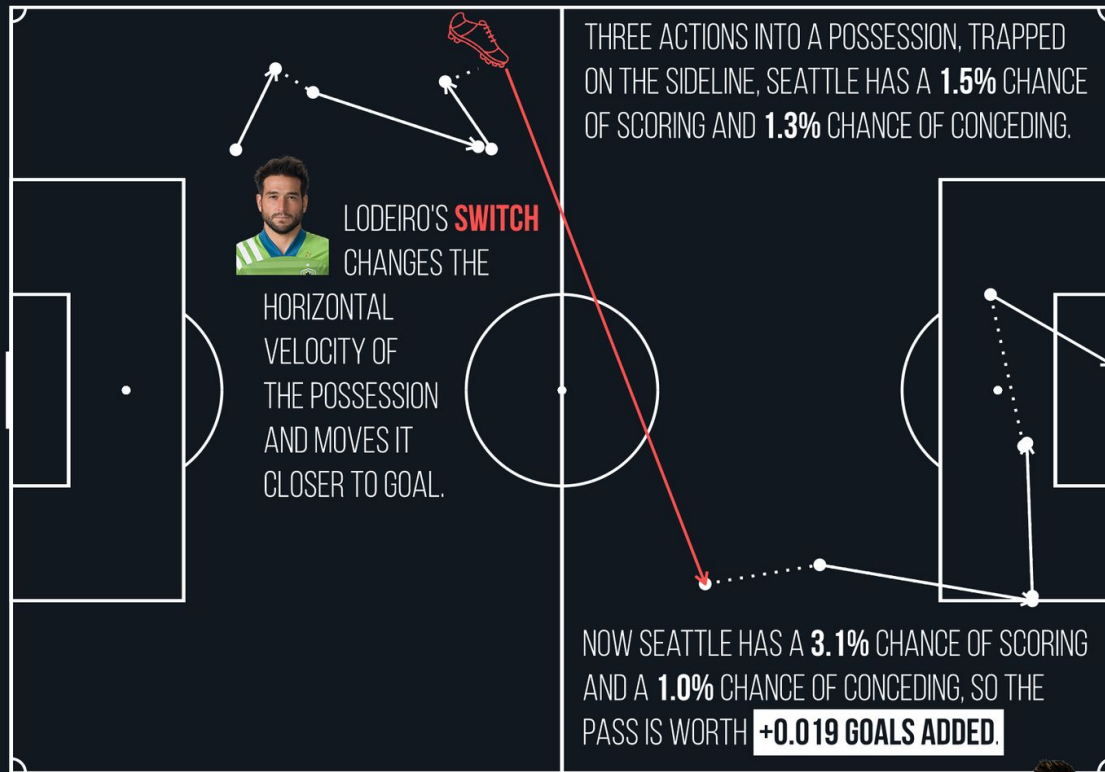 THREE ACTIONS INTO A POSSESSION, TRAPPED
ON THE SIDELINE, SEATTLE HAS A 1.5% CHANCE
OF SCORING AND 1.3% CHANCE OF CONCEDING.
LODEIRO'S SWITCH
CHANGES THE
HORIZONTAL
VELOCITY OF
THE POSSESSION
AND MOVES IT
CLOSER TO GOAL.
NOW SEATTLE HAS A 3.1% CHANCE OF SCORING
AND A 1.0% CHANCE OF CONCEDING, SO THE
PASS IS WORTH +0.019 GOALS ADDED.